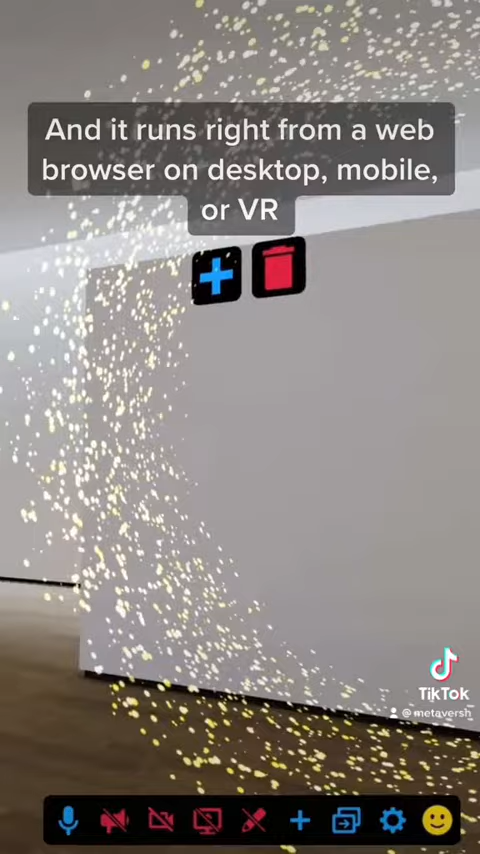 And it runs right from a web
browser on desktop, mobile,
or VR
TikTok
@metaversh